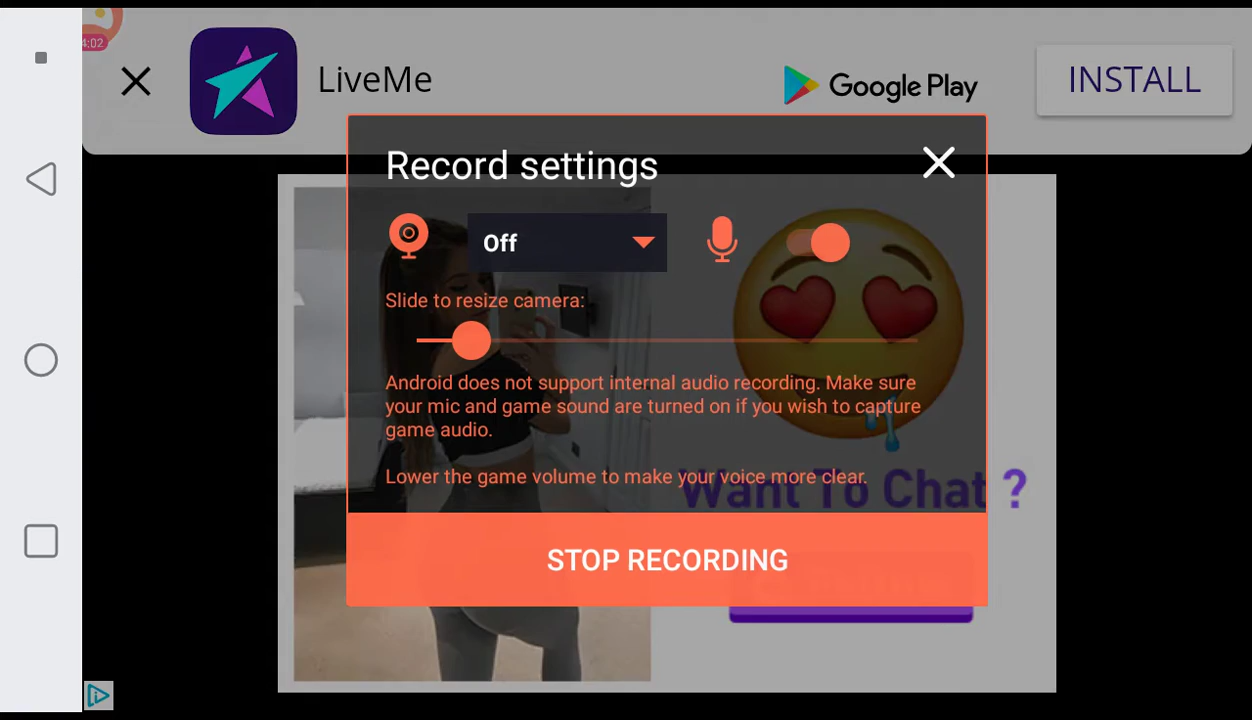 4:02
LiveMe
Google Play
INSTALL
Record settings
Off
Slide to resize camera:
Android does not support internal audio recording. Make sure
your mic and game sound are turned on if you wish to capture
game audio.
Lower the game volume to make your voice more clear.
Want To Chat ?
STOP RECORDING